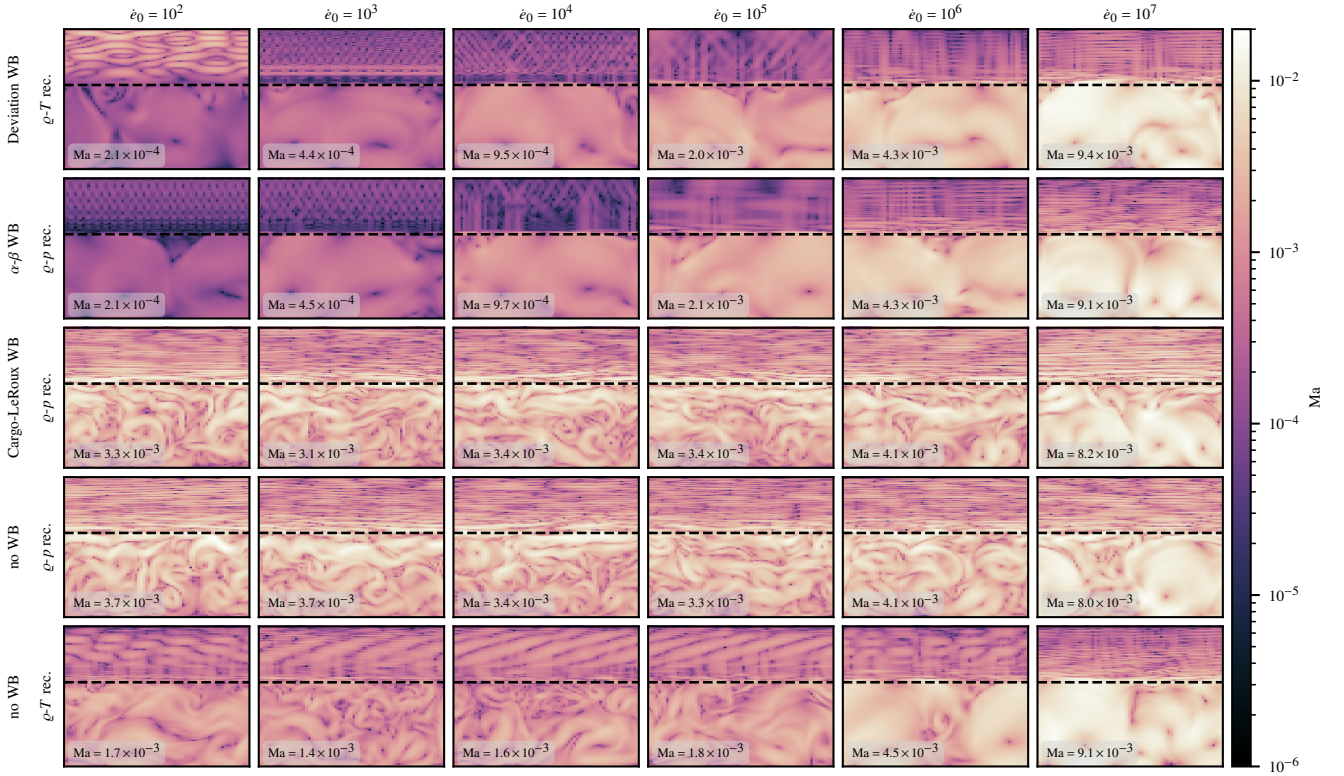 ė₀ = 10² ė₀ = 10³ ė₀ = 10⁴ ė₀ = 10⁵ ė₀ = 10⁶ ė₀ = 10⁷
Deviation WB
ϱ-T rec.
Ma = 2.1 × 10⁻⁴ Ma = 4.4 × 10⁻⁴ Ma = 9.5 × 10⁻⁴ Ma = 2.0 × 10⁻³ Ma = 4.3 × 10⁻³ Ma = 9.4 × 10⁻³
α-β WB
ϱ-p rec.
Ma = 2.1 × 10⁻⁴ Ma = 4.5 × 10⁻⁴ Ma = 9.7 × 10⁻⁴ Ma = 2.1 × 10⁻³ Ma = 4.3 × 10⁻³ Ma = 9.1 × 10⁻³
Cargo-LeRoux WB
ϱ-p rec.
Ma = 3.3 × 10⁻³ Ma = 3.1 × 10⁻³ Ma = 3.4 × 10⁻³ Ma = 3.4 × 10⁻³ Ma = 4.1 × 10⁻³ Ma = 8.2 × 10⁻³
no WB
ϱ-p rec.
Ma = 3.7 × 10⁻³ Ma = 3.7 × 10⁻³ Ma = 3.4 × 10⁻³ Ma = 3.3 × 10⁻³ Ma = 4.1 × 10⁻³ Ma = 8.0 × 10⁻³
no WB
ϱ-T rec.
Ma = 1.7 × 10⁻³ Ma = 1.4 × 10⁻³ Ma = 1.6 × 10⁻³ Ma = 1.8 × 10⁻³ Ma = 4.5 × 10⁻³ Ma = 9.1 × 10⁻³
10⁻²
10⁻³
10⁻⁴
10⁻⁵
10⁻⁶
Ma